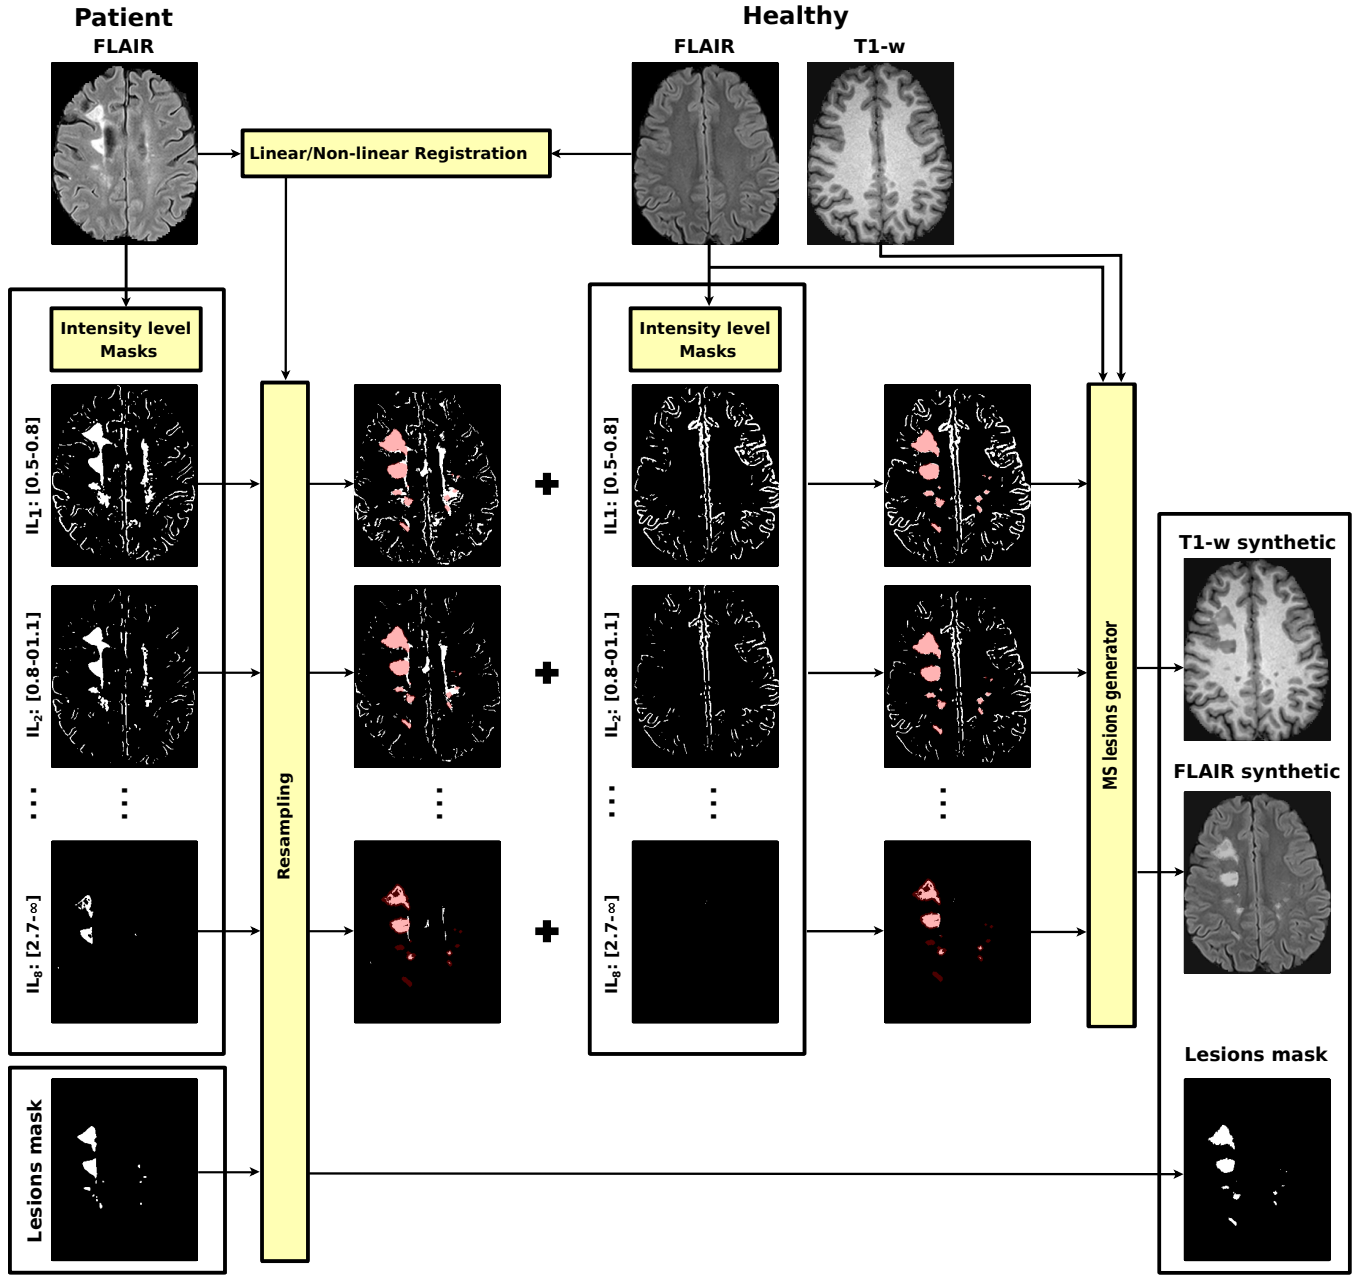 Patient
Healthy
FLAIR
FLAIR
T1-w
Linear/Non-linear Registration
Intensity level
Masks
Intensity level
Masks
IL1: [0.5-0.8]
IL1: [0.5-0.8]
IL2: [0.8-01.1]
IL2: [0.8-01.1]
...
...
...
...
...
...
IL8: [2.7-∞]
IL8: [2.7-∞]
Resampling
MS lesions generator
T1-w synthetic
FLAIR synthetic
Lesions mask
Lesions mask